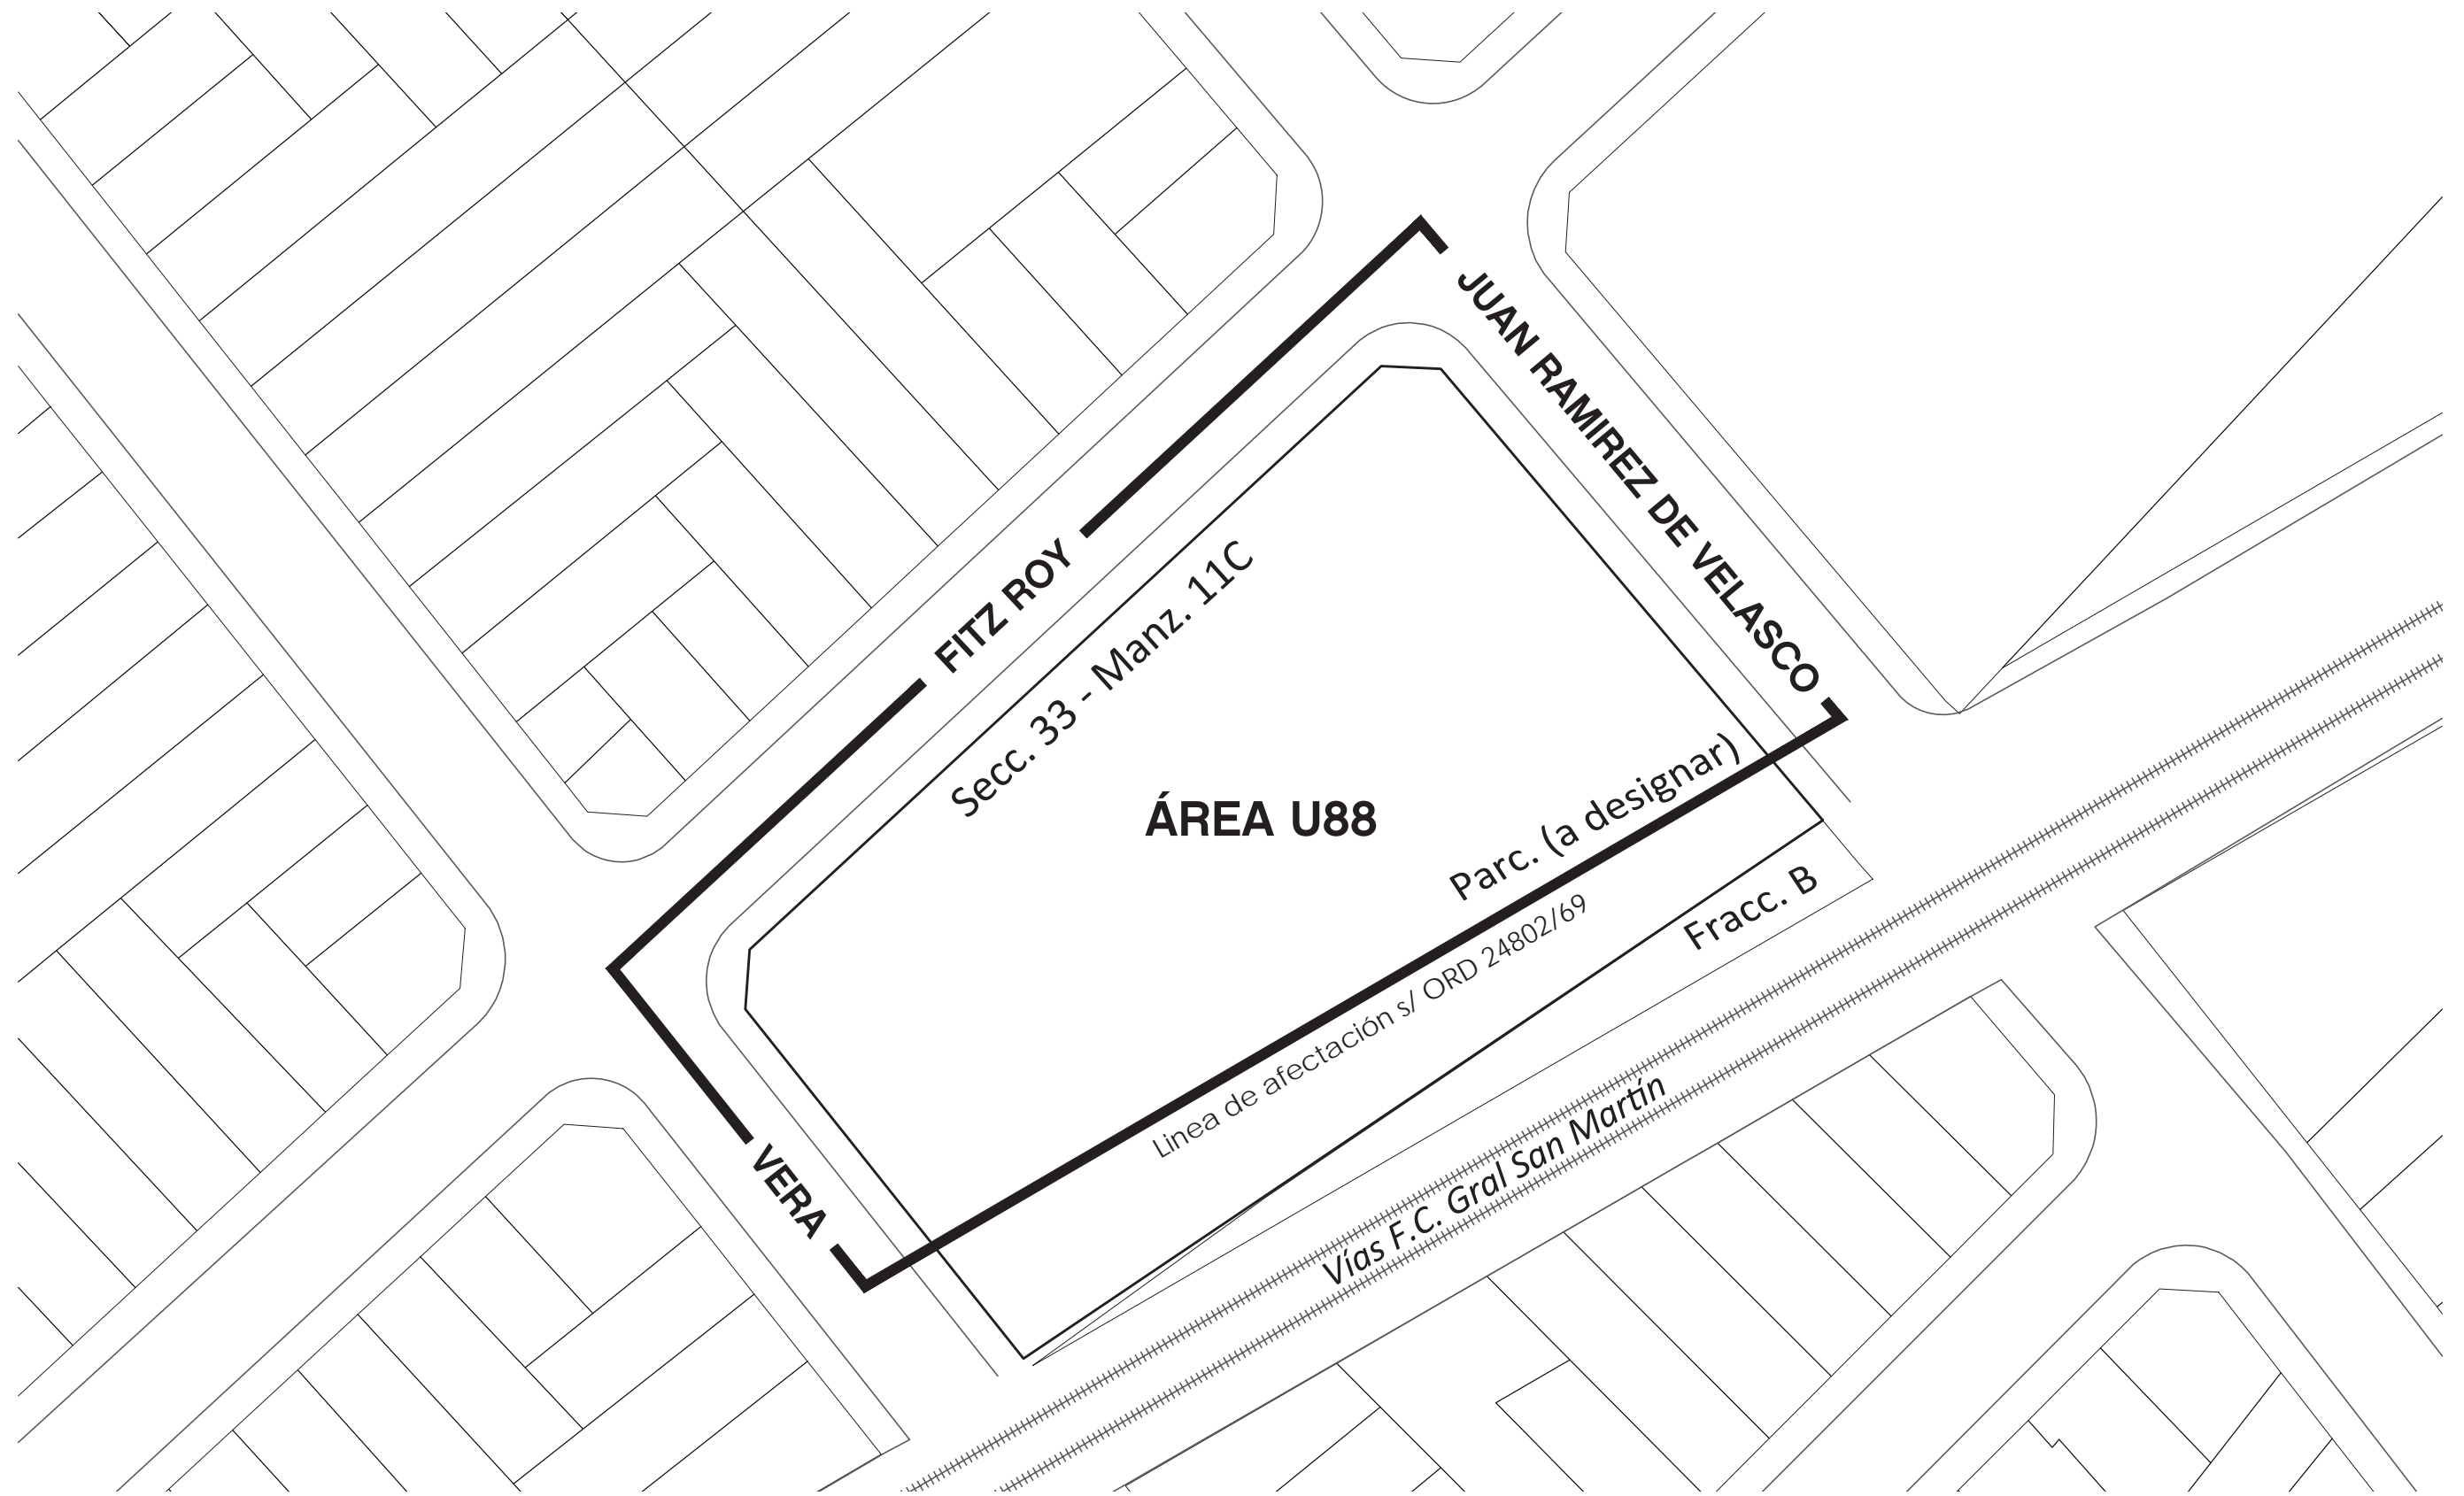 JUAN RAMIREZ DE VELASCO
FITZ ROY
Secc. 33 - Manz. 11C
ÁREA U88
Parc. (a designar)
Linea de afectación s/ ORD 24802/69
Fracc. B
Vías F.C. Gral San Martín
VERA